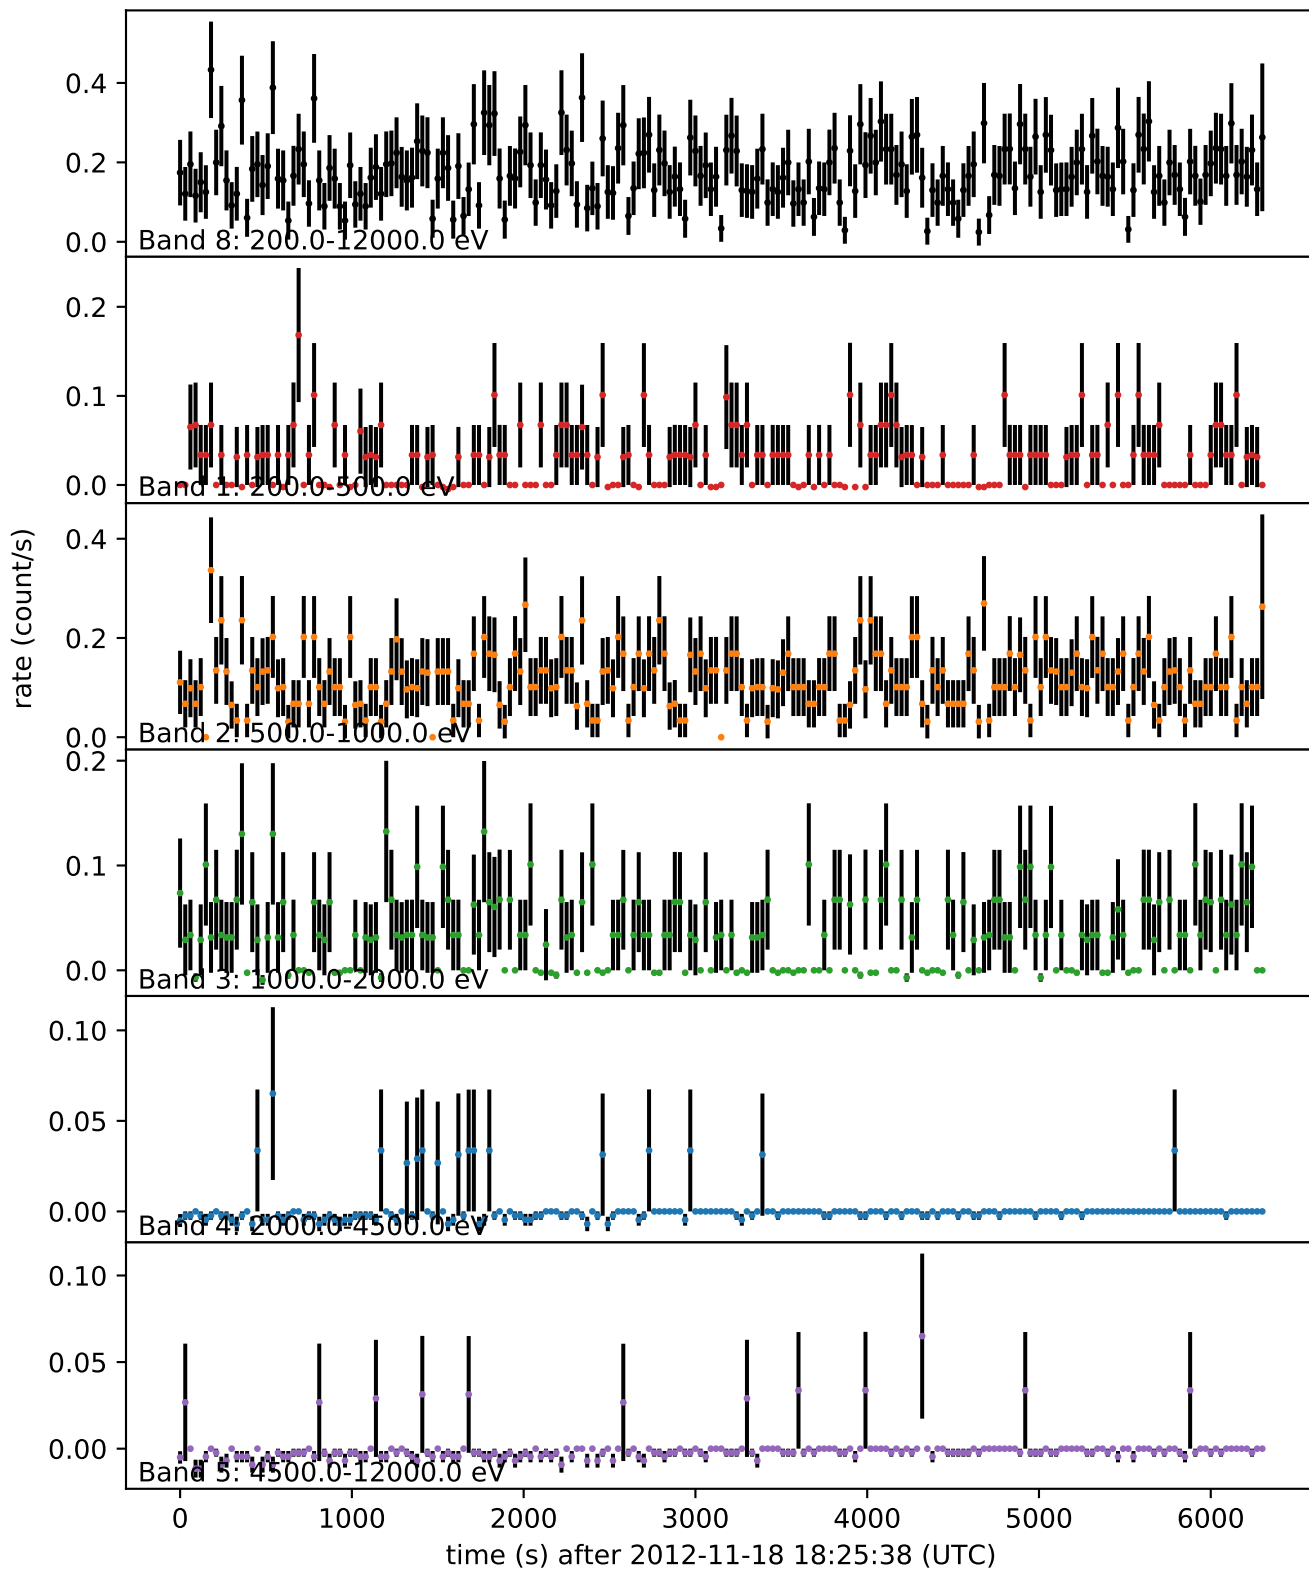 0.4
0.2
0.0
Band 8: 200.0-12000.0 eV
0.2
0.1
0.0
Band 1: 200.0-500.0 eV
rate (count/s)
0.4
0.2
0.0
Band 2: 500.0-1000.0 eV
0.2
0.1
0.0
Band 3: 1000.0-2000.0 eV
0.10
0.05
0.00
Band 4: 2000.0-4500.0 eV
0.10
0.05
0.00
Band 5: 4500.0-12000.0 eV
0 1000 2000 3000 4000 5000 6000
time (s) after 2012-11-18 18:25:38 (UTC)